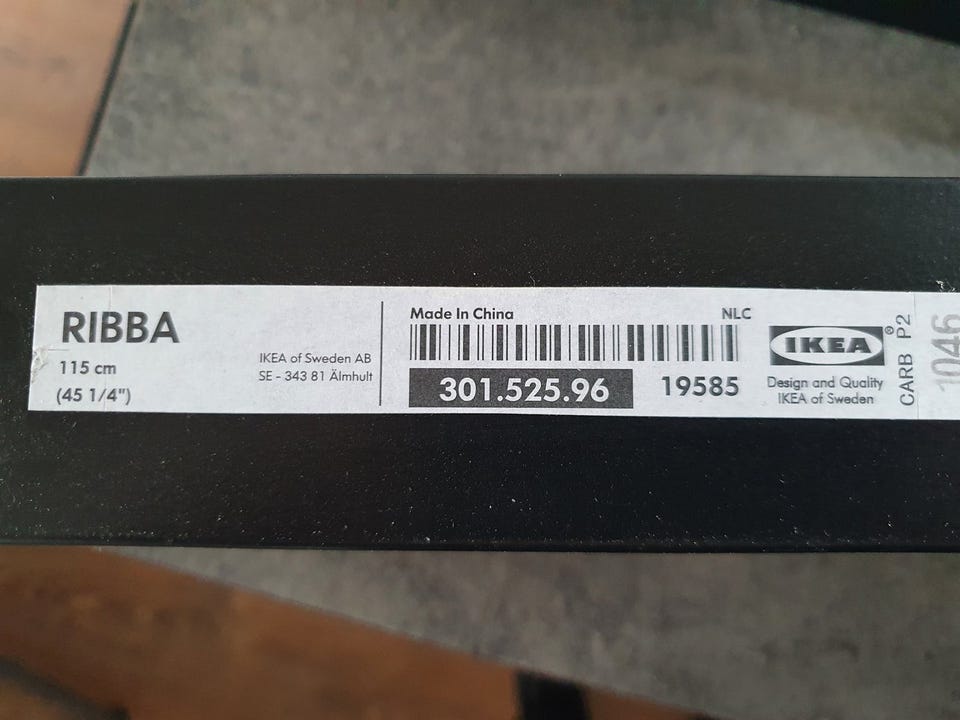 RIBBA
115 cm
(45 1/4")
IKEA of Sweden AB
SE - 343 81 Älmhult
Made In China NLC
301.525.96 19585
IKEA®
Design and Quality
IKEA of Sweden
CARB P2
1046